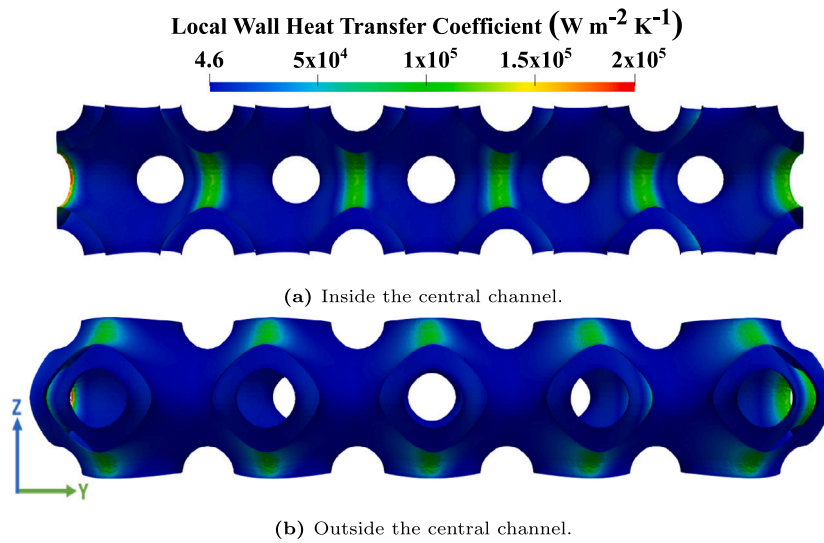 Local Wall Heat Transfer Coefficient (W m⁻² K⁻¹)
4.6 5x10⁴ 1x10⁵ 1.5x10⁵ 2x10⁵
(a) Inside the central channel.
Z
Y
(b) Outside the central channel.